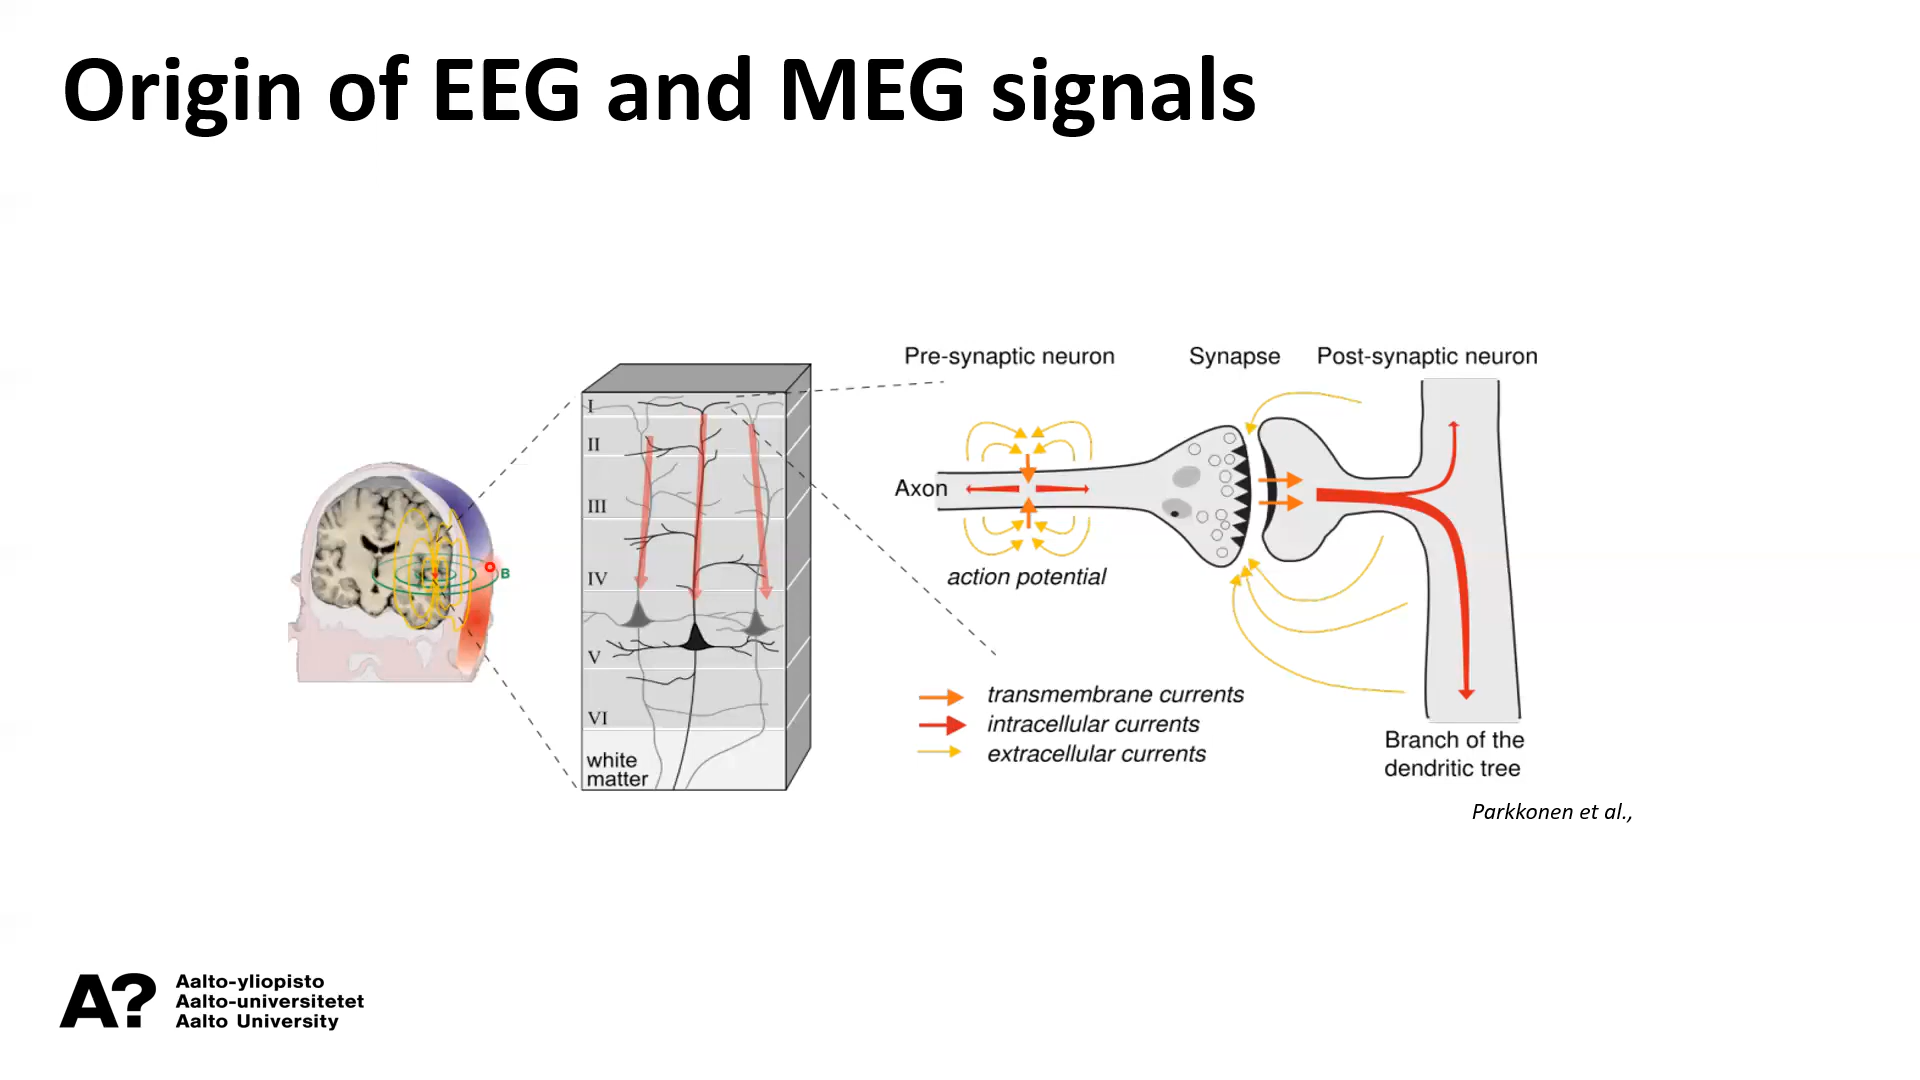 Origin of EEG and MEG signals
Pre-synaptic neuron
Synapse
Post-synaptic neuron
I
II
III
IV
V
VI
white
matter
B
Axon
action potential
transmembrane currents
intracellular currents
extracellular currents
Branch of the
dendritic tree
Parkkonen et al.,
A?
Aalto-yliopisto
Aalto-universitetet
Aalto University